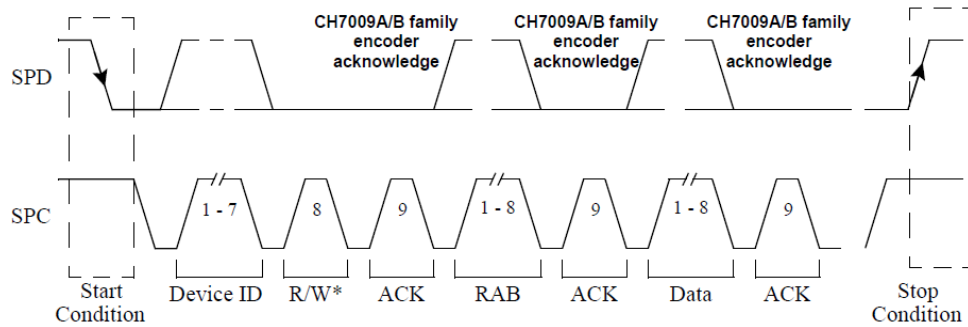 CH7009A/B family
encoder
acknowledge
CH7009A/B family
encoder
acknowledge
CH7009A/B family
encoder
acknowledge
SPD
SPC
1 - 7
8
9
1 - 8
9
1 - 8
9
Start
Condition
Device ID
R/W*
ACK
RAB
ACK
Data
ACK
Stop
Condition